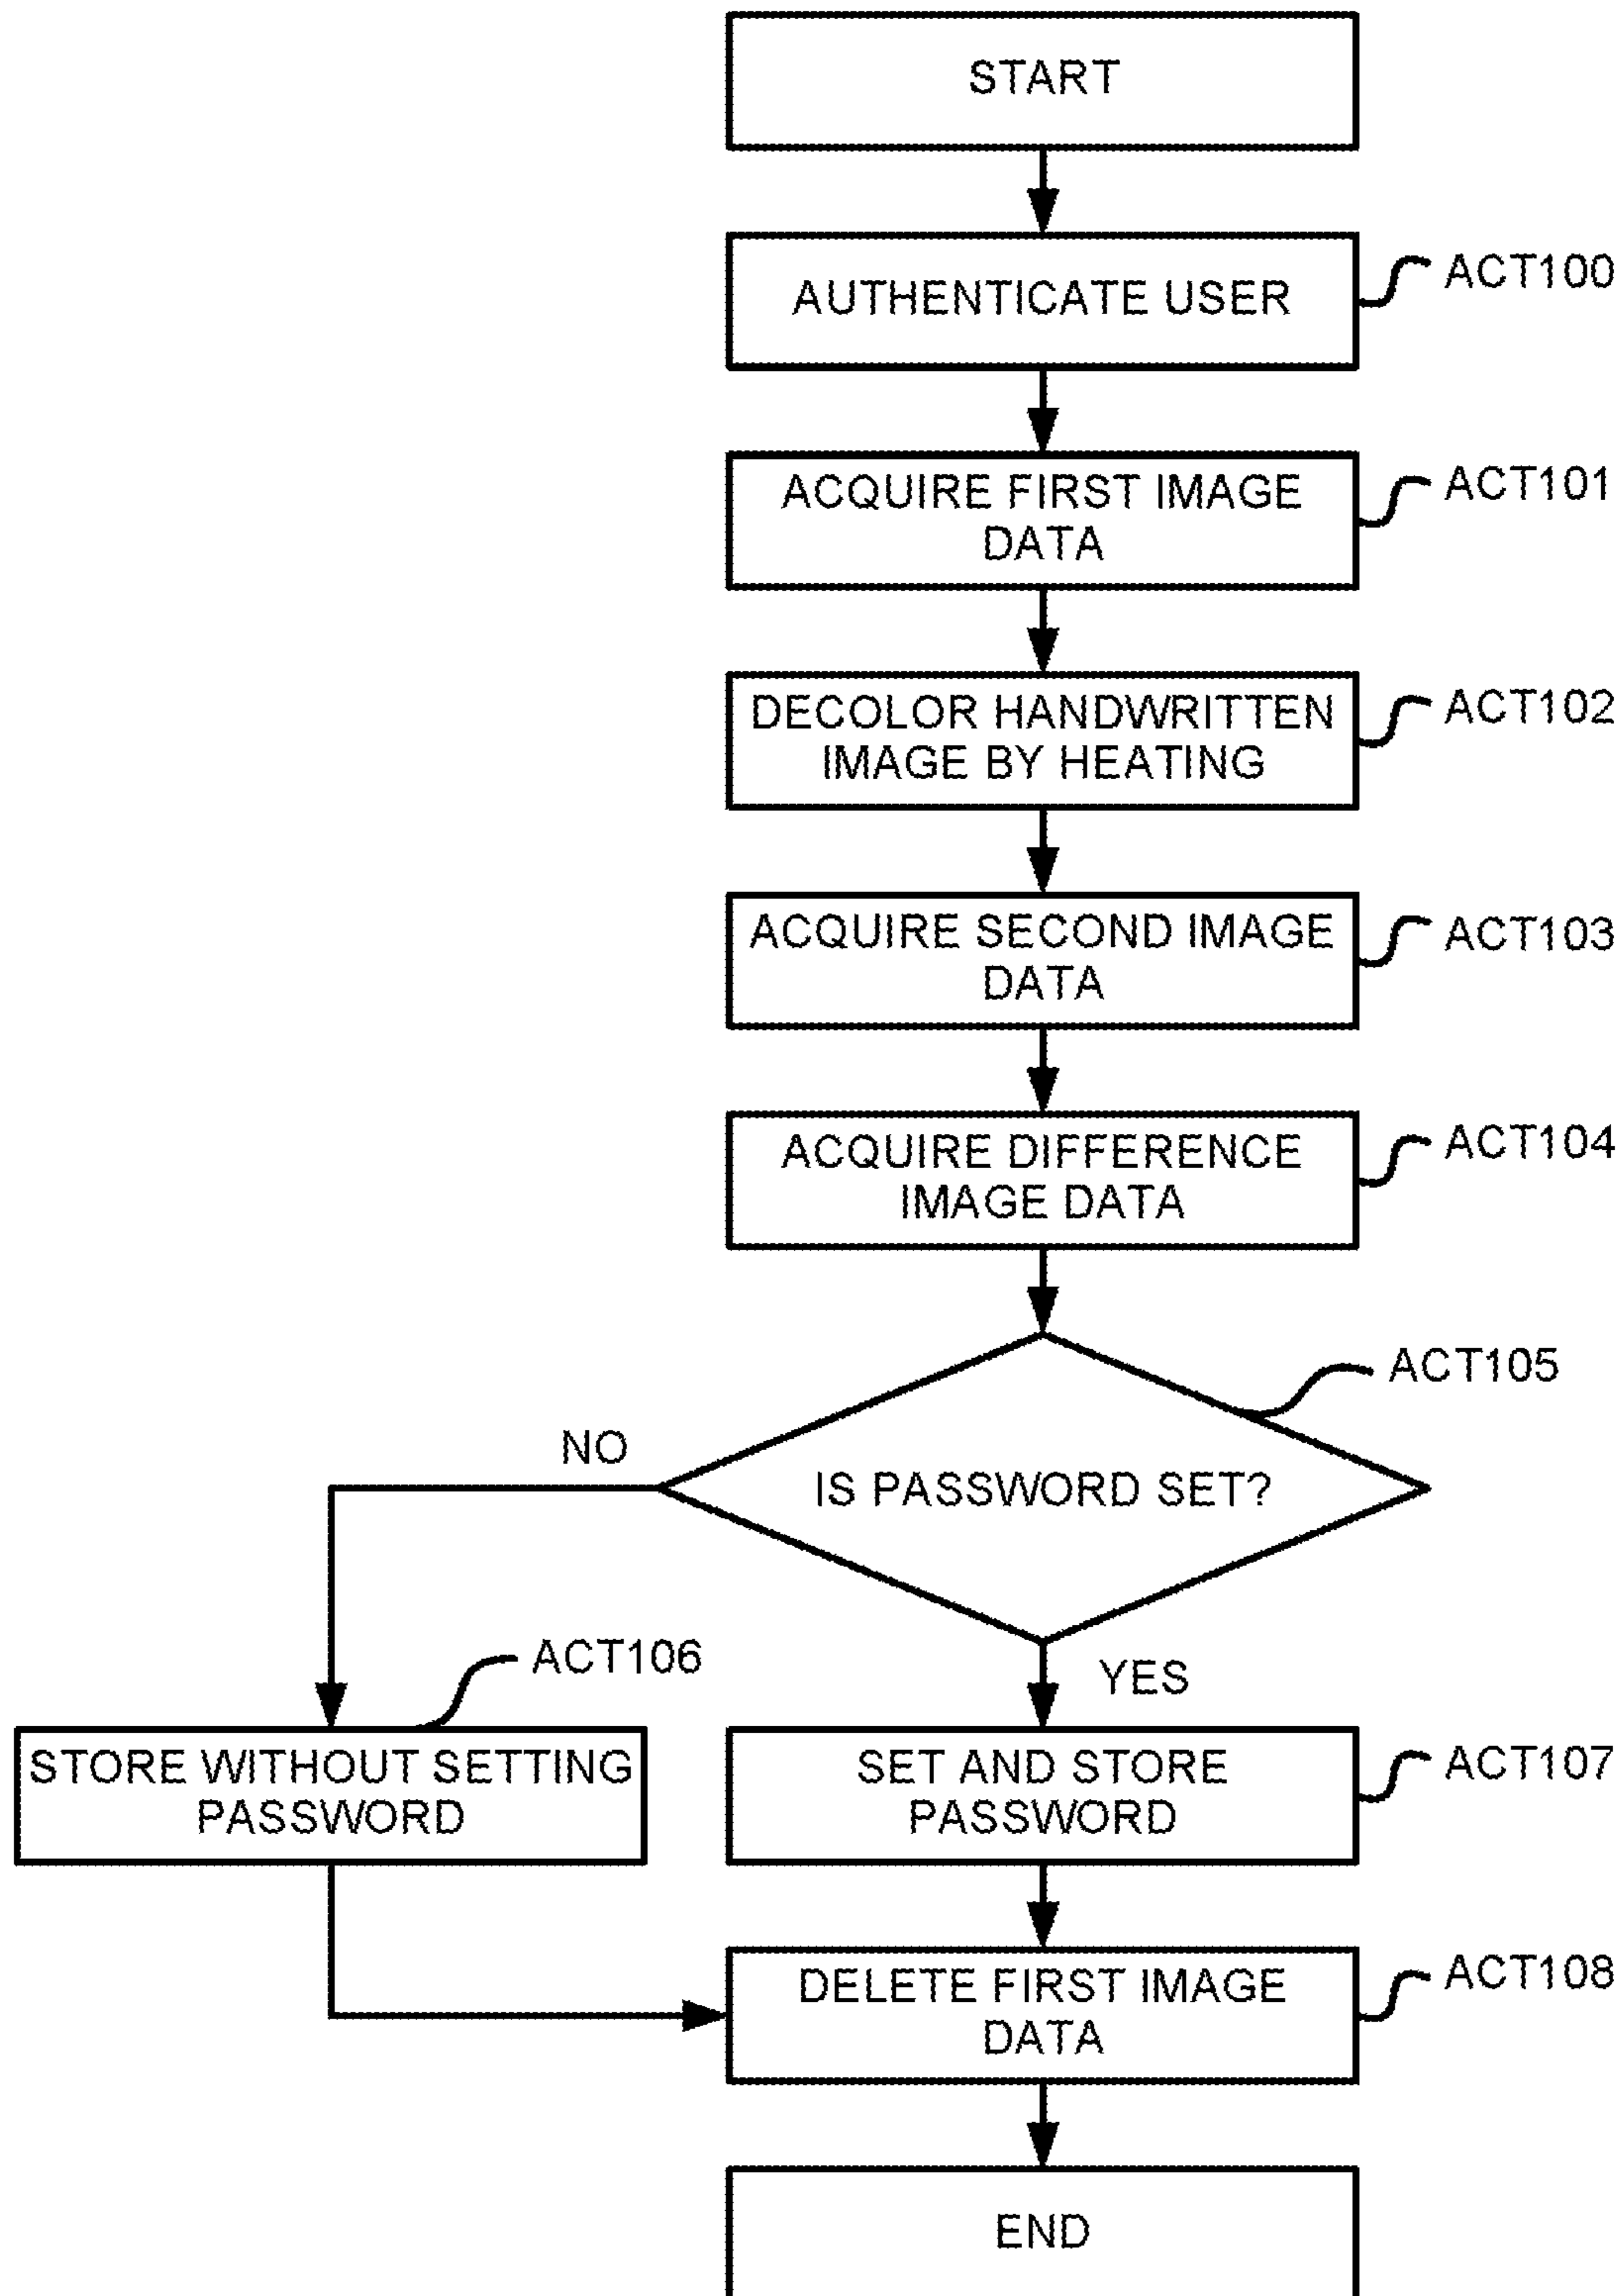 START
AUTHENTICATE USER
ACT100
ACQUIRE FIRST IMAGE
DATA
ACT101
DECOLOR HANDWRITTEN
IMAGE BY HEATING
ACT102
ACQUIRE SECOND IMAGE
DATA
ACT103
ACQUIRE DIFFERENCE
IMAGE DATA
ACT104
ACT105
NO
IS PASSWORD SET?
ACT106
YES
STORE WITHOUT SETTING
PASSWORD
SET AND STORE
PASSWORD
ACT107
DELETE FIRST IMAGE
DATA
ACT108
END